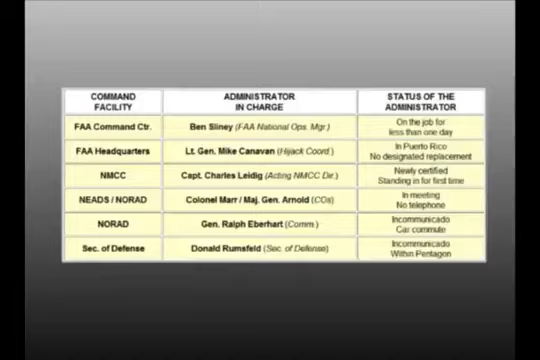 COMMAND FACILITY
ADMINISTRATOR IN CHARGE
STATUS OF THE ADMINISTRATOR
FAA Command Ctr.
Ben Sliney (FAA National Ops. Mgr.)
On the job for
less than one day
FAA Headquarters
Lt. Gen. Mike Canavan (Hijack Coord.)
In Puerto Rico
No designated replacement
NMCC
Capt. Charles Leidig (Acting NMCC Dir.)
Newly certified
Standing in for first time
NEADS / NORAD
Colonel Marr / Maj. Gen. Arnold (COs)
In meeting
No telephone
NORAD
Gen. Ralph Eberhart (Comm.)
Incommunicado
Car commute
Sec. of Defense
Donald Rumsfeld (Sec. of Defense)
Incommunicado
Within Pentagon